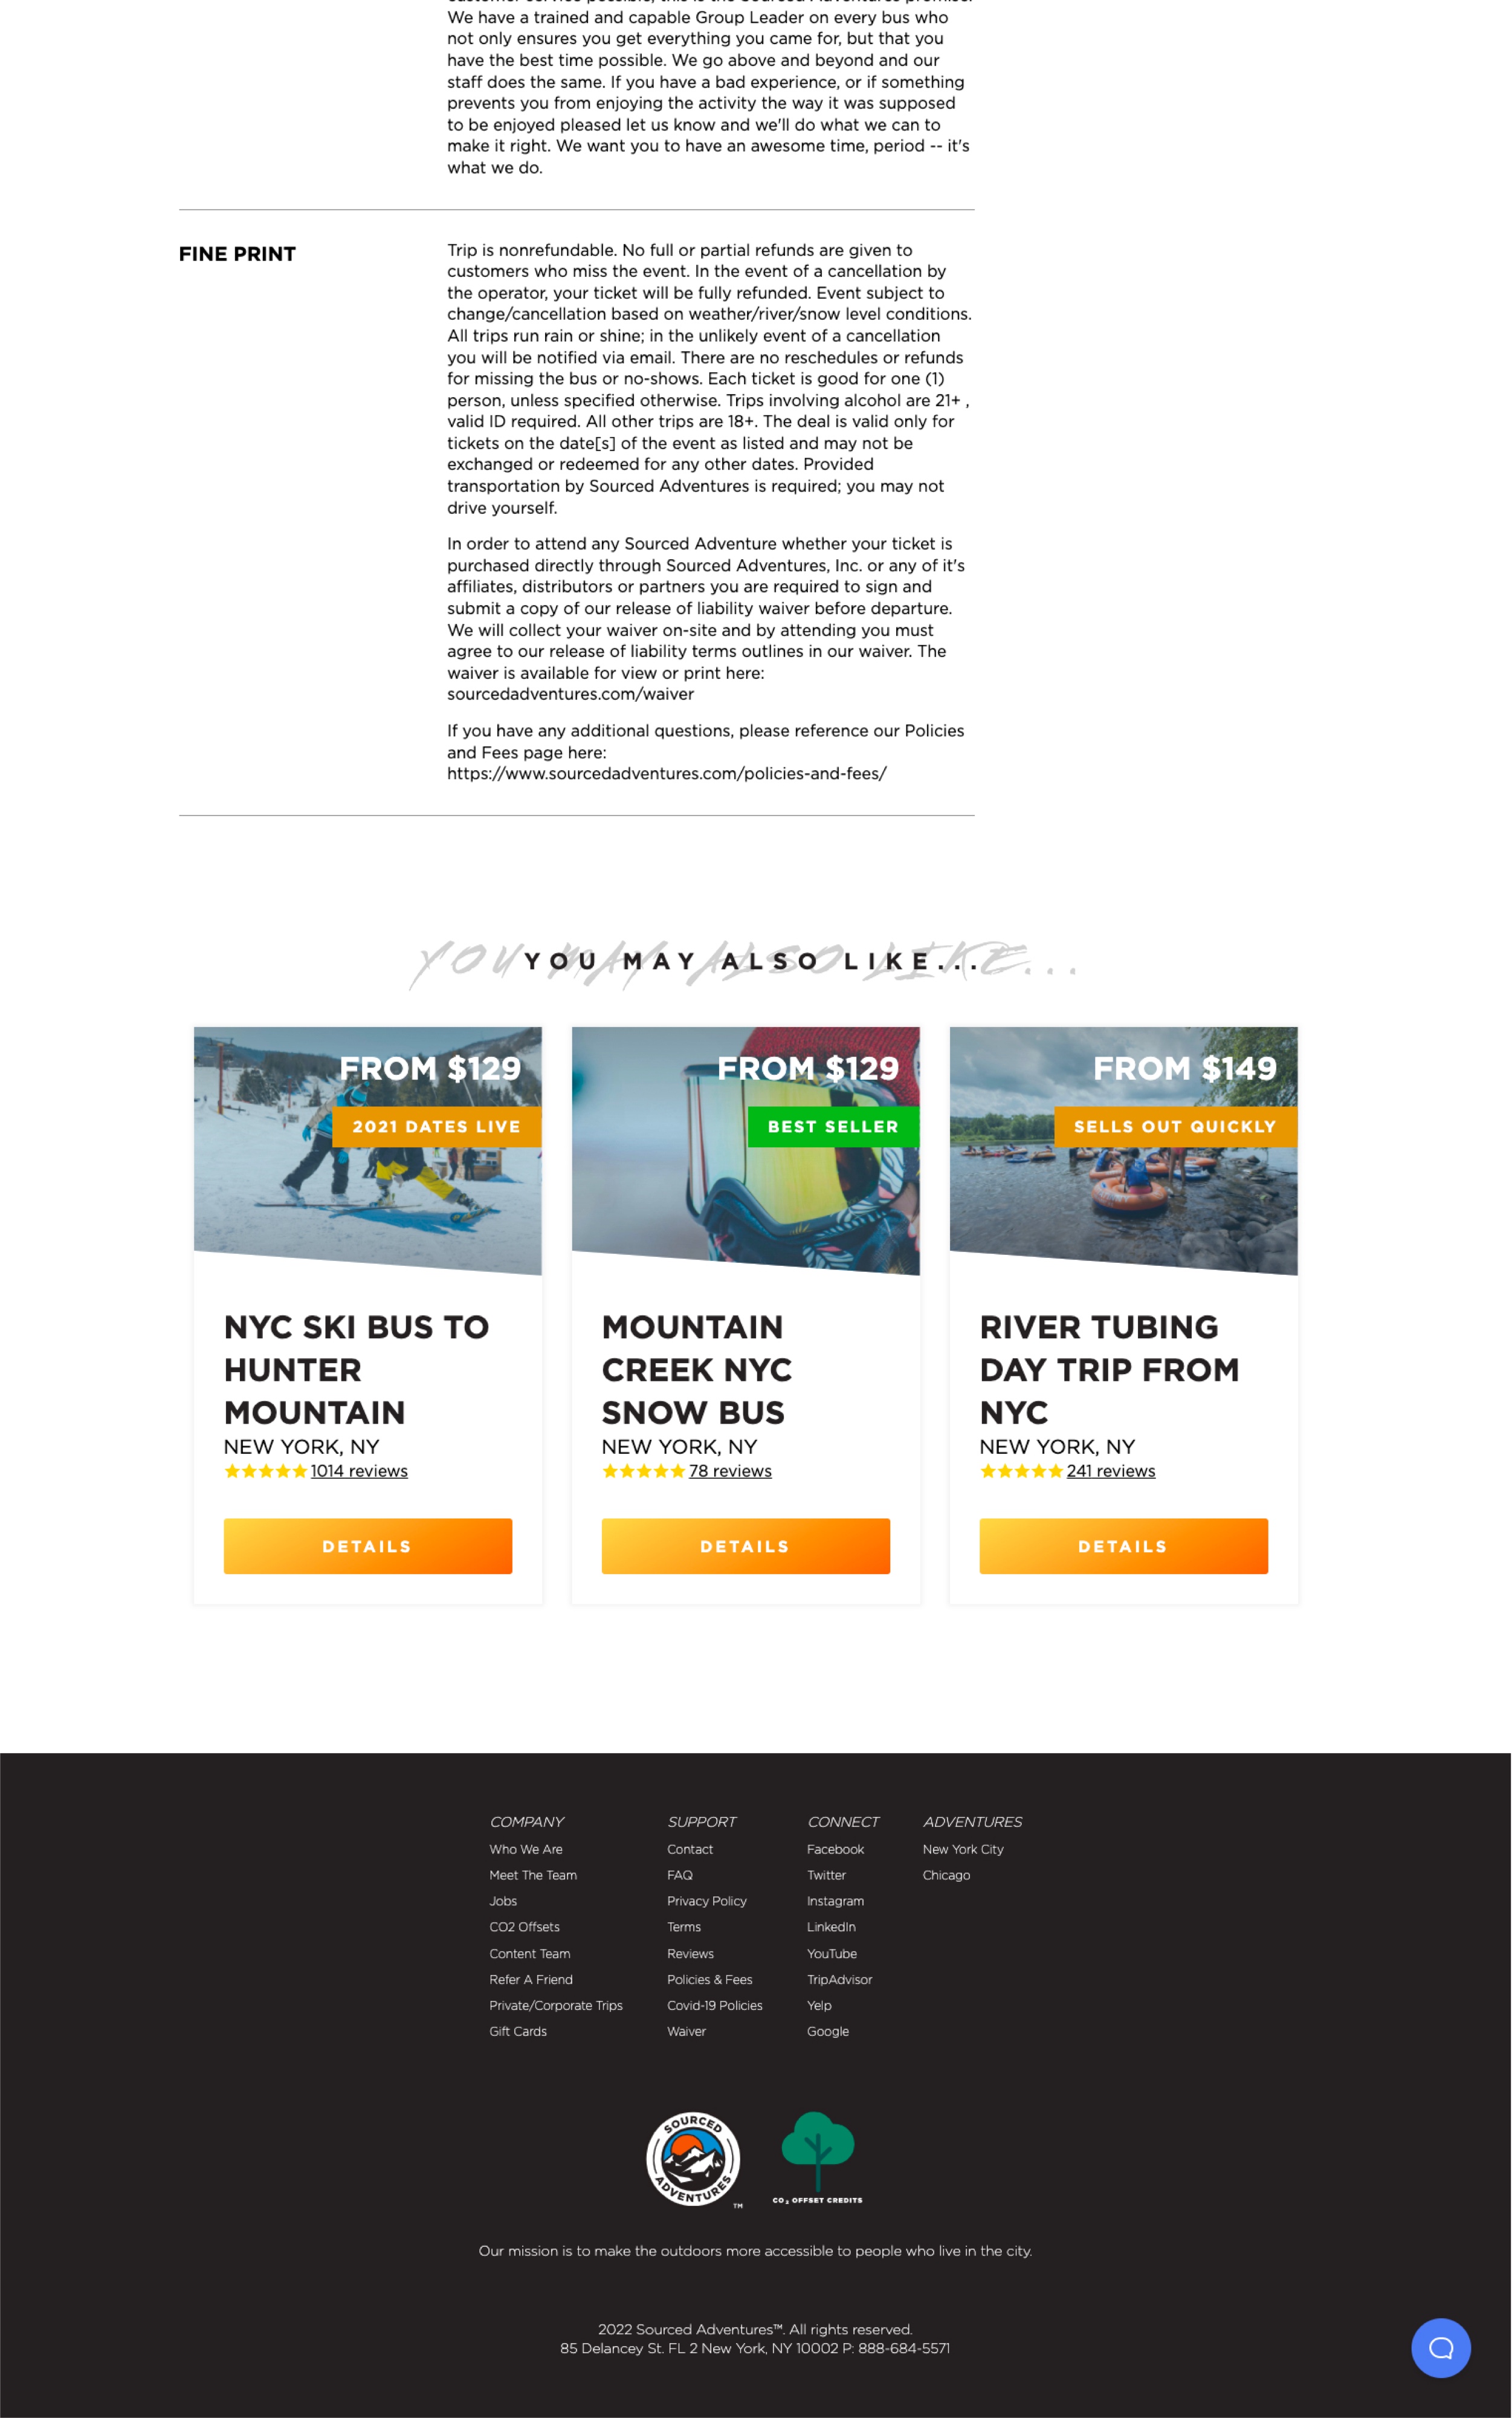 We have a trained and capable Group Leader on every bus who
not only ensures you get everything you came for, but that you
have the best time possible. We go above and beyond and our
staff does the same. If you have a bad experience, or if something
prevents you from enjoying the activity the way it was supposed
to be enjoyed pleased let us know and we'll do what we can to
make it right. We want you to have an awesome time, period -- it's
what we do.
FINE PRINT
Trip is nonrefundable. No full or partial refunds are given to
customers who miss the event. In the event of a cancellation by
the operator, your ticket will be fully refunded. Event subject to
change/cancellation based on weather/river/snow level conditions.
All trips run rain or shine; in the unlikely event of a cancellation
you will be notified via email. There are no reschedules or refunds
for missing the bus or no-shows. Each ticket is good for one (1)
person, unless specified otherwise. Trips involving alcohol are 21+ ,
valid ID required. All other trips are 18+. The deal is valid only for
tickets on the date[s] of the event as listed and may not be
exchanged or redeemed for any other dates. Provided
transportation by Sourced Adventures is required; you may not
drive yourself.
In order to attend any Sourced Adventure whether your ticket is
purchased directly through Sourced Adventures, Inc. or any of it's
affiliates, distributors or partners you are required to sign and
submit a copy of our release of liability waiver before departure.
We will collect your waiver on-site and by attending you must
agree to our release of liability terms outlines in our waiver. The
waiver is available for view or print here:
sourcedadventures.com/waiver
If you have any additional questions, please reference our Policies
and Fees page here:
https://www.sourcedadventures.com/policies-and-fees/
YOU MAY ALSO LIKE...
YOU MAY ALSO LIKE...
FROM $129
2021 DATES LIVE
NYC SKI BUS TO
HUNTER
MOUNTAIN
NEW YORK, NY
1014 reviews
DETAILS
FROM $129
BEST SELLER
MOUNTAIN
CREEK NYC
SNOW BUS
NEW YORK, NY
78 reviews
DETAILS
FROM $149
SELLS OUT QUICKLY
RIVER TUBING
DAY TRIP FROM
NYC
NEW YORK, NY
241 reviews
DETAILS
COMPANY
Who We Are
Meet The Team
Jobs
CO2 Offsets
Content Team
Refer A Friend
Private/Corporate Trips
Gift Cards
SUPPORT
Contact
FAQ
Privacy Policy
Terms
Reviews
Policies & Fees
Covid-19 Policies
Waiver
CONNECT
Facebook
Twitter
Instagram
LinkedIn
YouTube
TripAdvisor
Yelp
Google
ADVENTURES
New York City
Chicago
SOURCED
ADVENTURES
TM
CO₂ OFFSET CREDITS
Our mission is to make the outdoors more accessible to people who live in the city.
2022 Sourced Adventures™. All rights reserved.
85 Delancey St. FL 2 New York, NY 10002 P: 888-684-5571